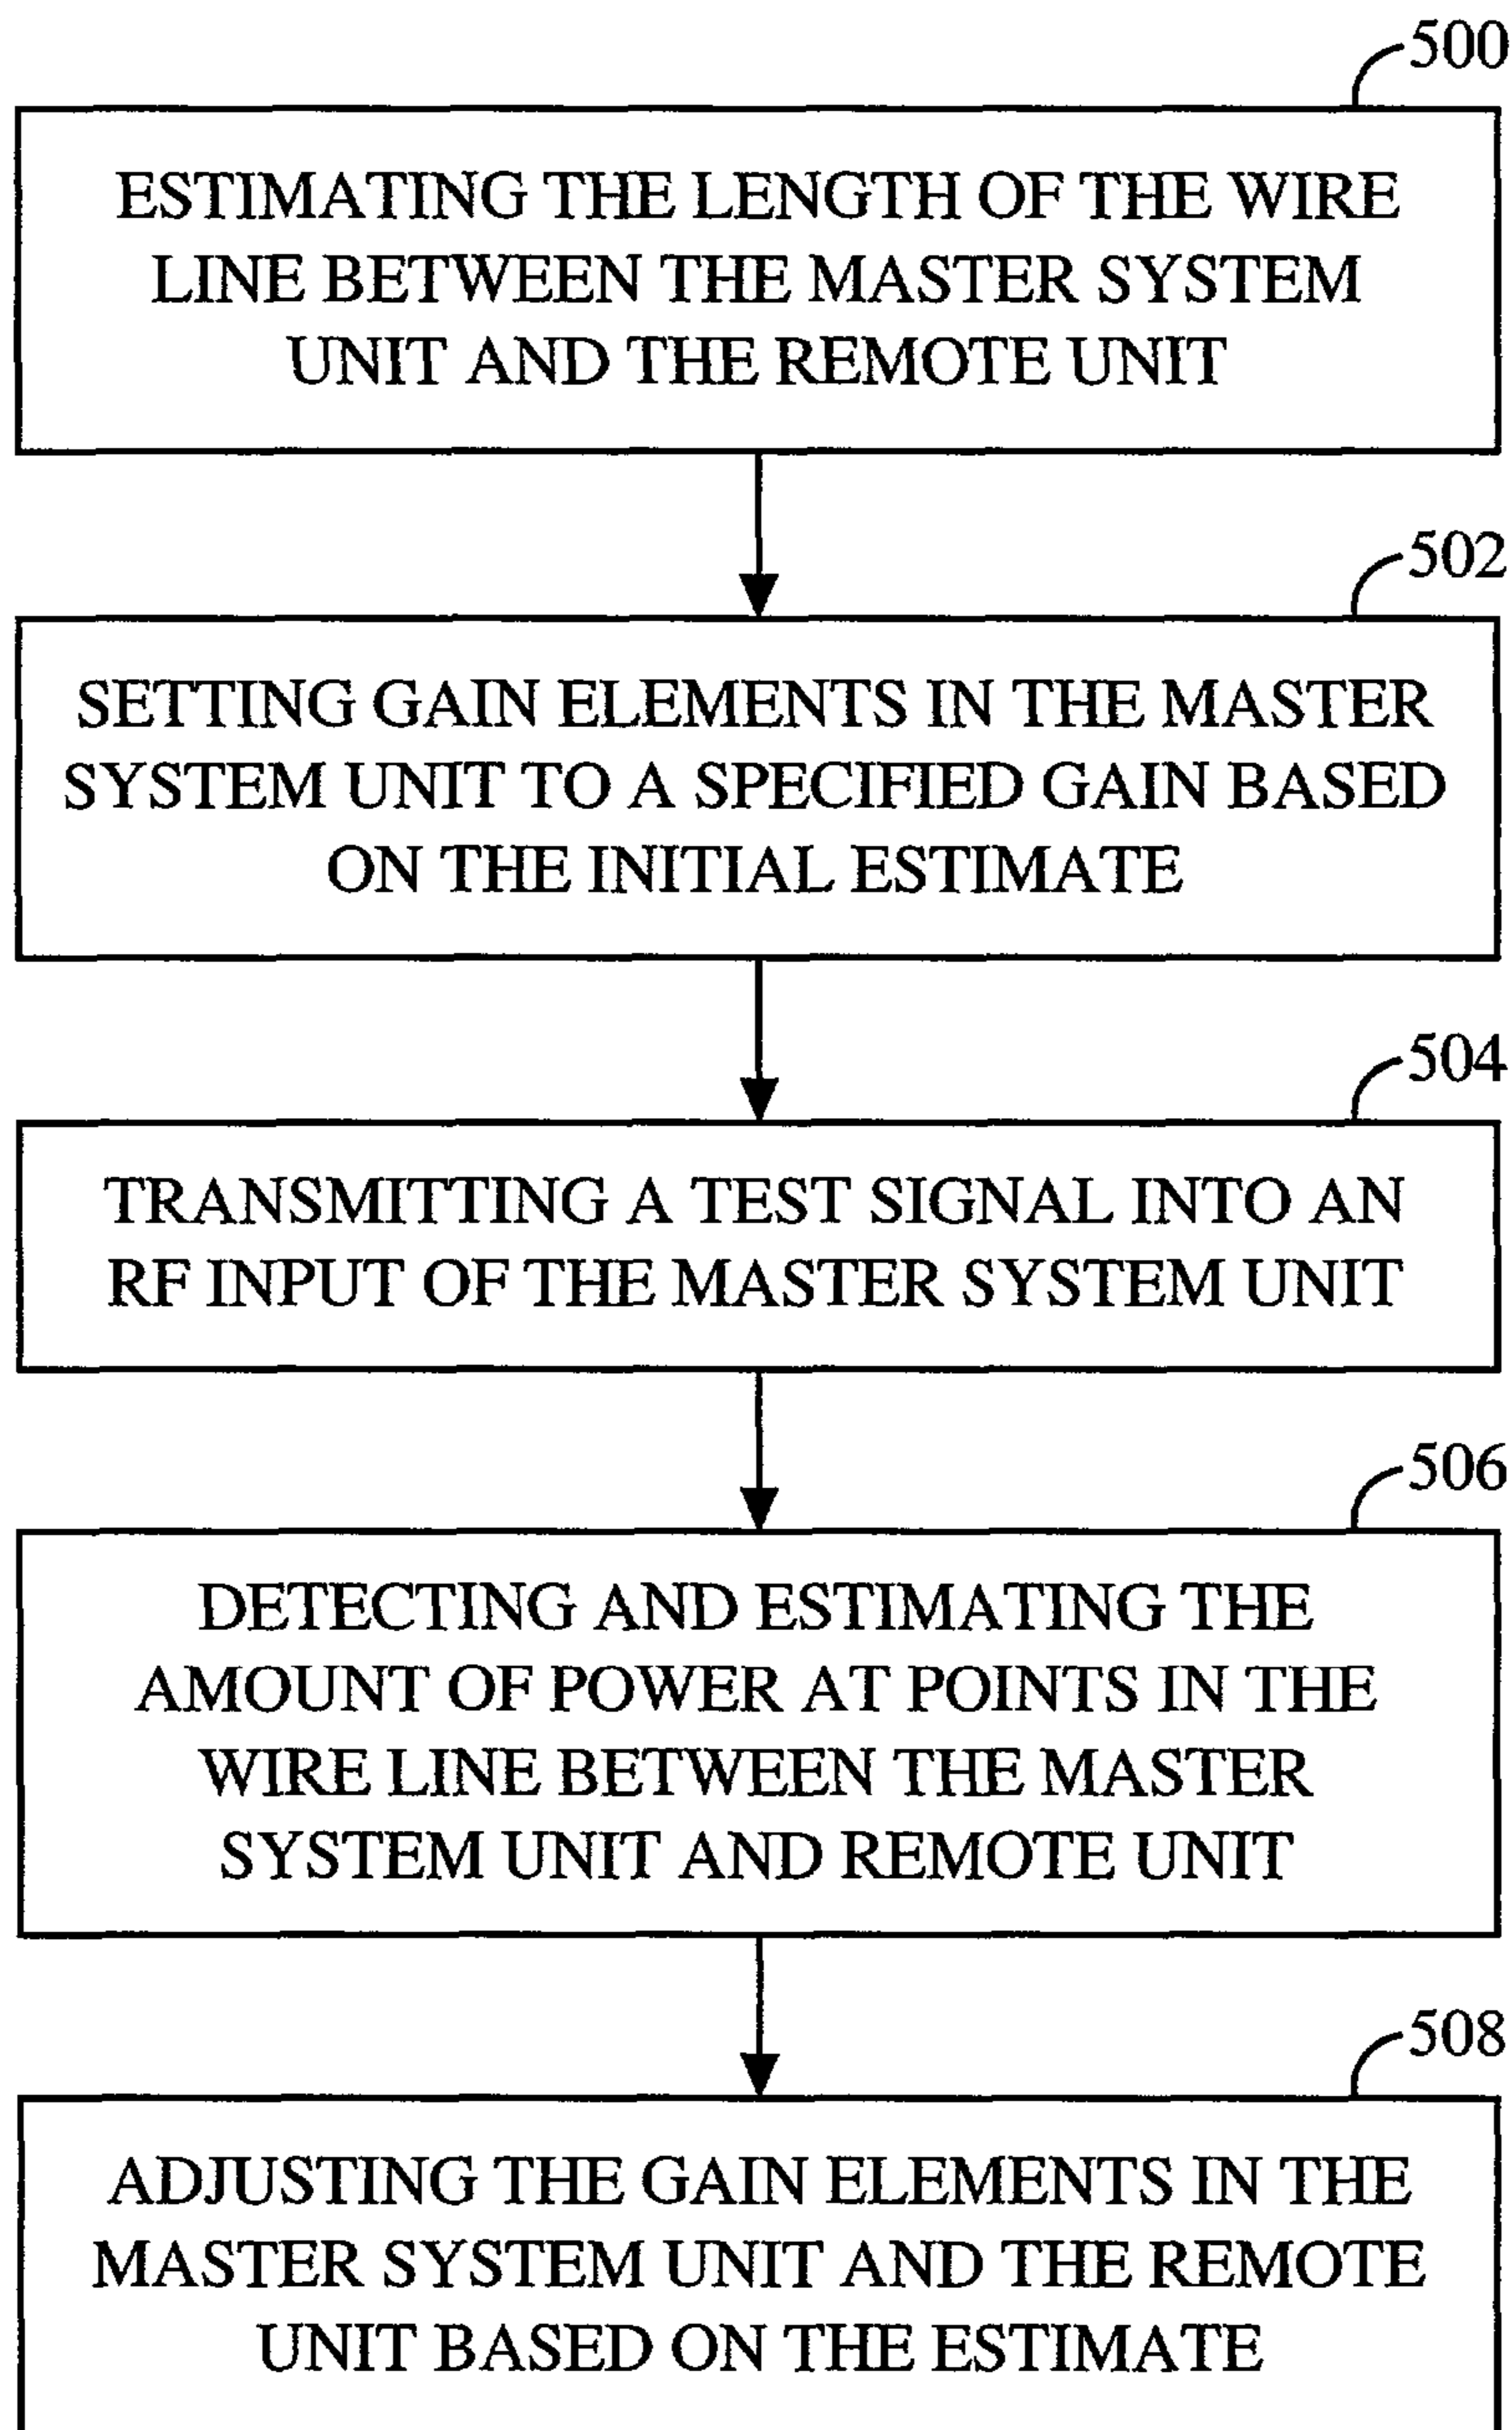 500
ESTIMATING THE LENGTH OF THE WIRE
LINE BETWEEN THE MASTER SYSTEM
UNIT AND THE REMOTE UNIT
502
SETTING GAIN ELEMENTS IN THE MASTER
SYSTEM UNIT TO A SPECIFIED GAIN BASED
ON THE INITIAL ESTIMATE
504
TRANSMITTING A TEST SIGNAL INTO AN
RF INPUT OF THE MASTER SYSTEM UNIT
506
DETECTING AND ESTIMATING THE
AMOUNT OF POWER AT POINTS IN THE
WIRE LINE BETWEEN THE MASTER
SYSTEM UNIT AND REMOTE UNIT
508
ADJUSTING THE GAIN ELEMENTS IN THE
MASTER SYSTEM UNIT AND THE REMOTE
UNIT BASED ON THE ESTIMATE